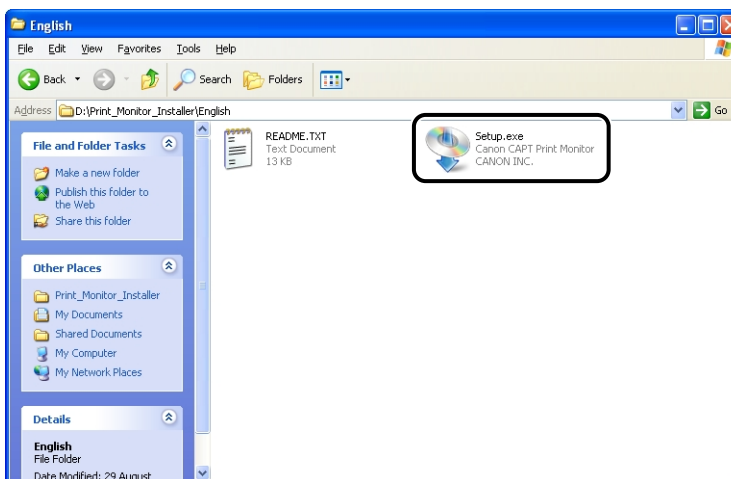 English
File Edit View Favorites Tools Help
Back Search Folders
Address D:\Print_Monitor_Installer\English Go
File and Folder Tasks
Make a new folder
Publish this folder to
the Web
Share this folder
Other Places
Print_Monitor_Installer
My Documents
Shared Documents
My Computer
My Network Places
Details
English
File Folder
Date Modified: 29 August
README.TXT
Text Document
13 KB
Setup.exe
Canon CAPT Print Monitor
CANON INC.